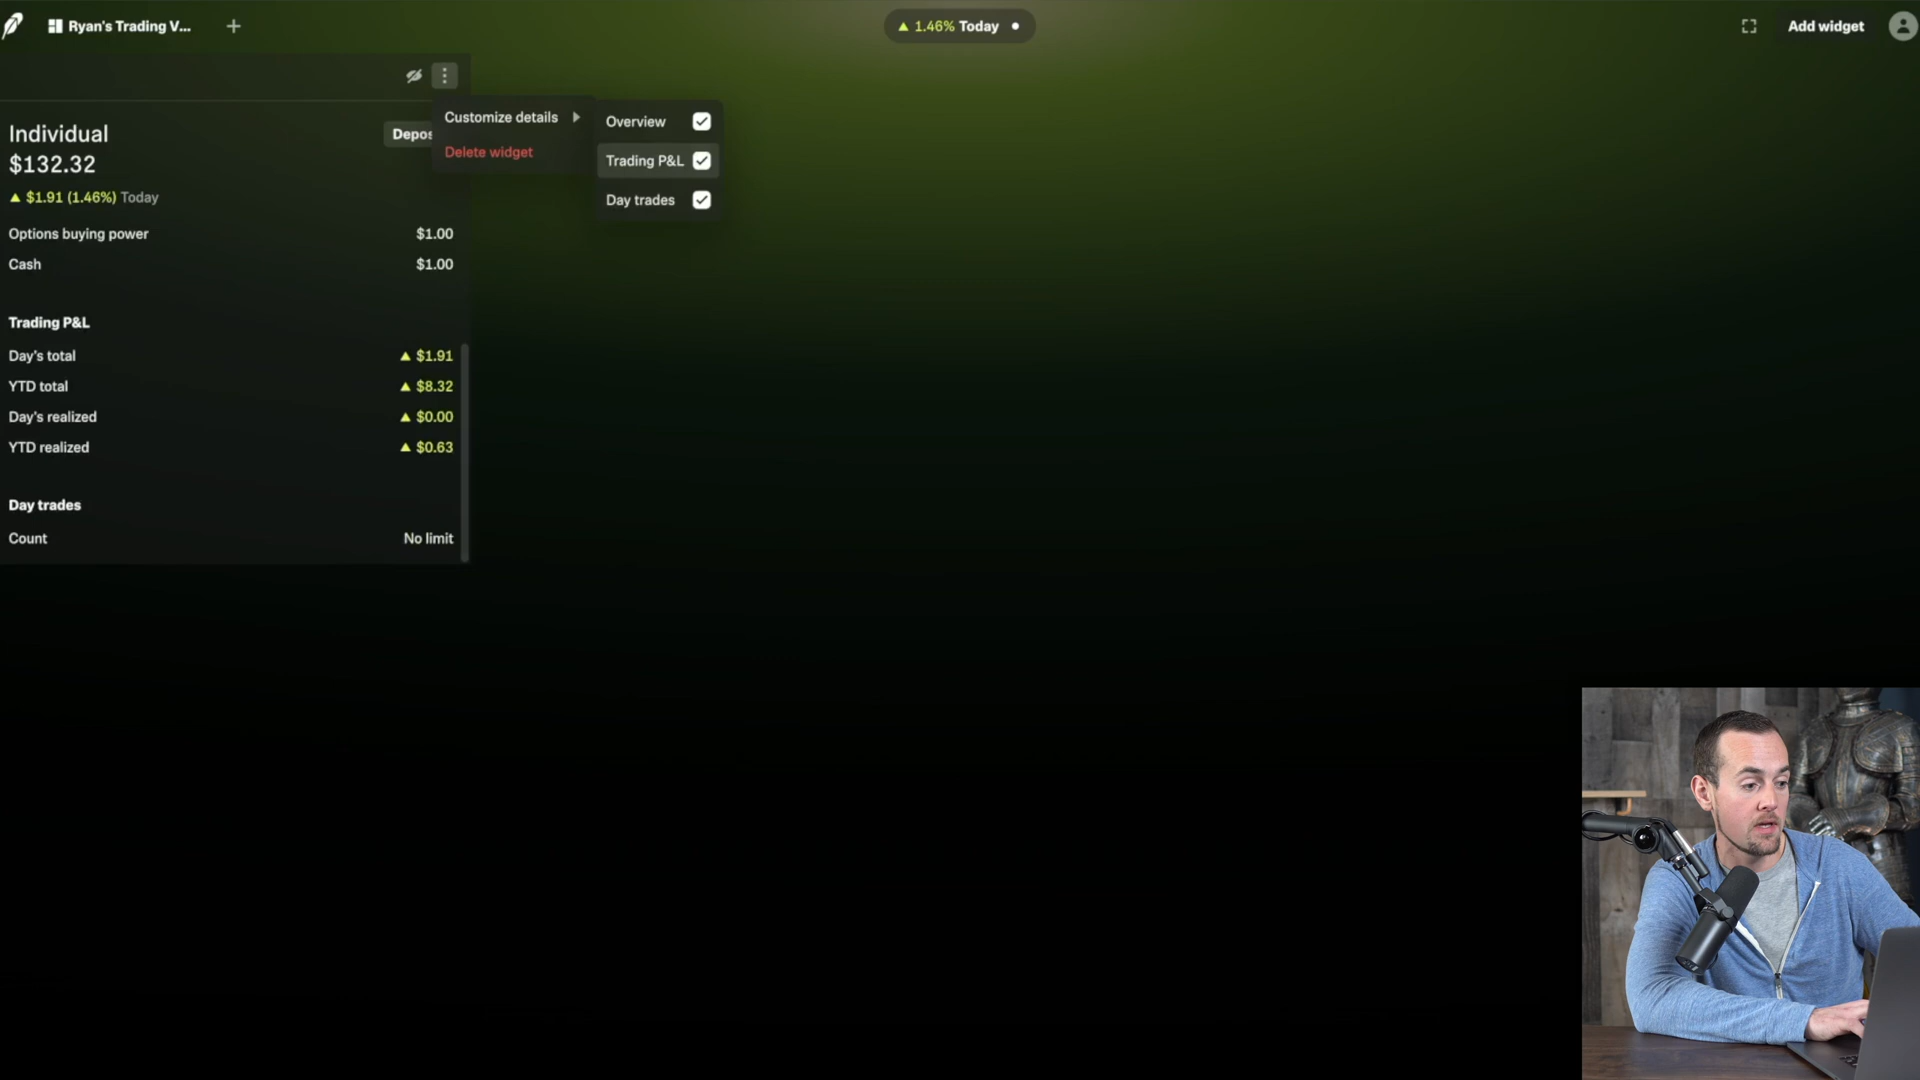 Ryan's Trading V...
1.46% Today
Add widget
Individual
$132.32
$1.91 (1.46%) Today
Depos
Customize details
Delete widget
Overview
Trading P&L
Day trades
Options buying power $1.00
Cash $1.00
Trading P&L
Day's total $1.91
YTD total $8.32
Day's realized $0.00
YTD realized $0.63
Day trades
Count No limit